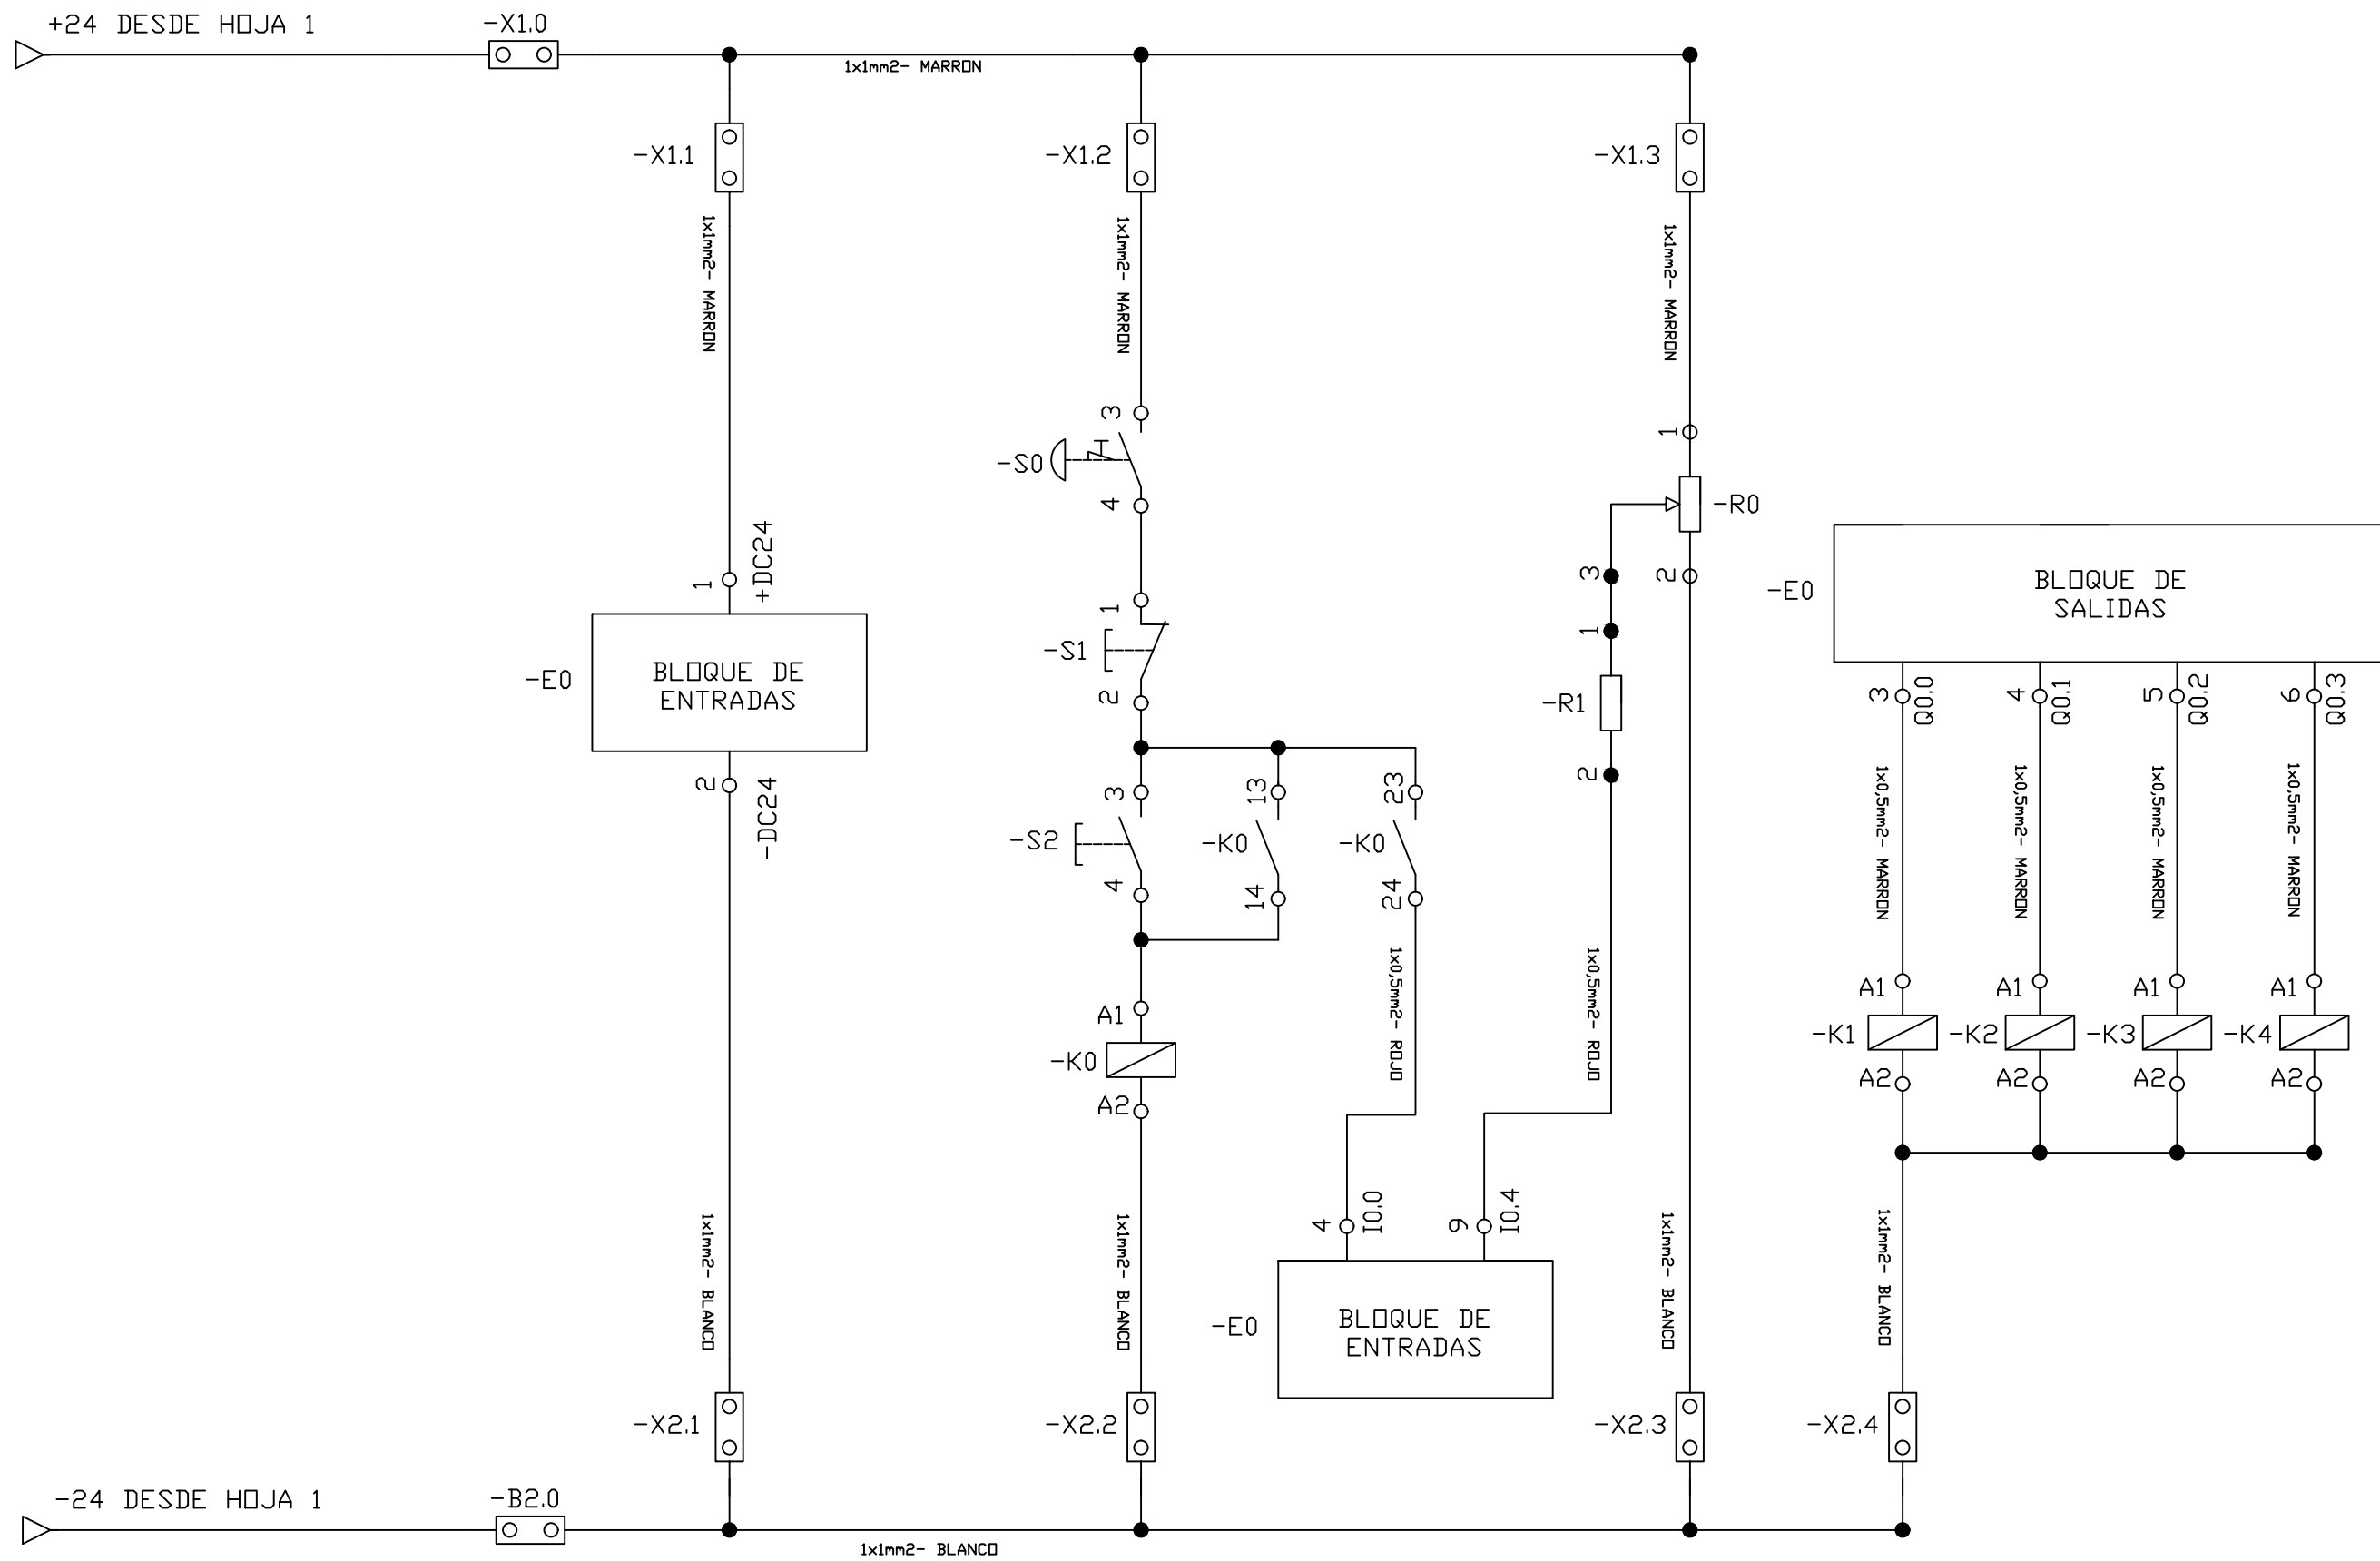 +24 DESDE HOJA 1
-X1.0
1x1mm2- MARRON
-X1.1
-X1.2
-X1.3
1x1mm2- MARRON
1x1mm2- MARRON
1x1mm2- MARRON
3
-S0
4
1
-R0
3
2
1
+DC24
1
-S1
2
1
-R1
2
-E0
BLOQUE DE
ENTRADAS
-E0
BLOQUE DE
SALIDAS
3
Q0.0
4
Q0.1
5
Q0.2
6
Q0.3
2
-DC24
3
-S2
4
13
-K0
14
23
-K0
24
1x0,5mm2- MARRON
1x0,5mm2- MARRON
1x0,5mm2- MARRON
1x0,5mm2- MARRON
1x0,5mm2- ROJO
1x0,5mm2- ROJO
A1
-K0
A2
A1
-K1
A2
A1
-K2
A2
A1
-K3
A2
A1
-K4
A2
4
I0.0
9
I0.4
-E0
BLOQUE DE
ENTRADAS
1x1mm2- BLANCO
1x1mm2- BLANCO
1x1mm2- BLANCO
1x1mm2- BLANCO
-X2.1
-X2.2
-X2.3
-X2.4
-24 DESDE HOJA 1
-B2.0
1x1mm2- BLANCO